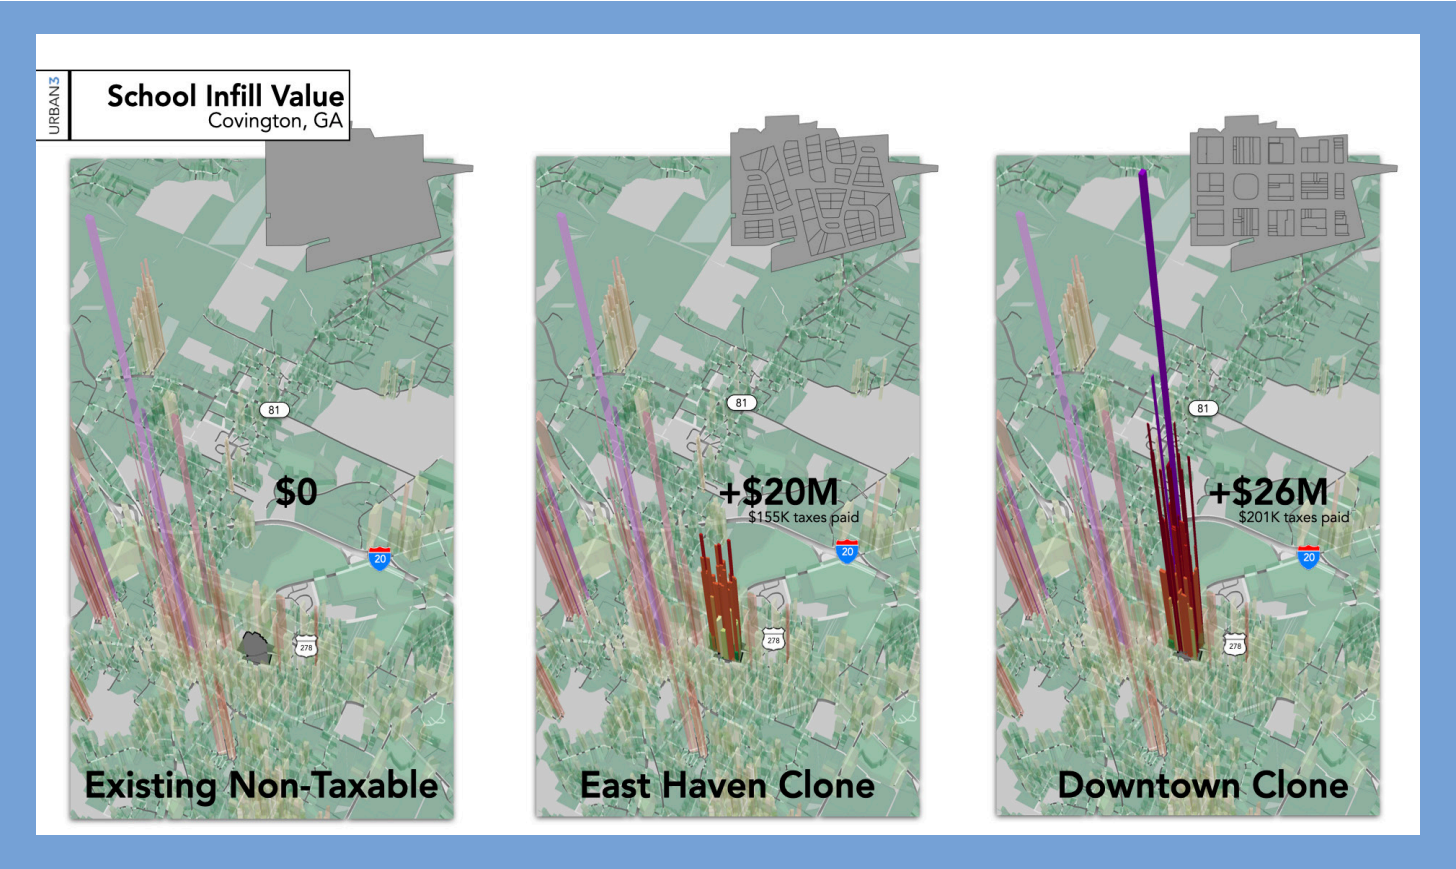 URBAN3
School Infill Value
Covington, GA
81
$0
20
278
Existing Non-Taxable
81
+$20M
$155K taxes paid
20
278
East Haven Clone
81
+$26M
$201K taxes paid
20
278
Downtown Clone